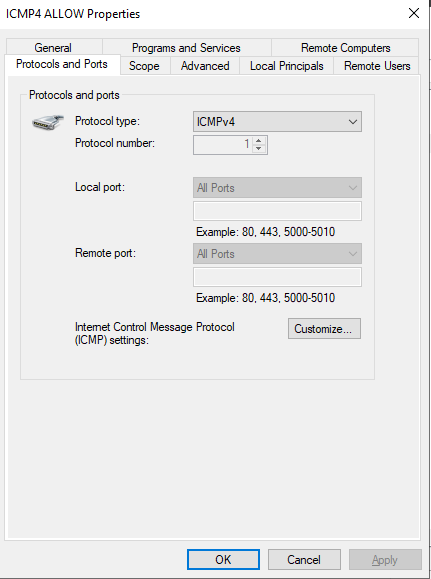 ICMP4 ALLOW Properties
General Programs and Services Remote Computers
Protocols and Ports Scope Advanced Local Principals Remote Users
Protocols and ports
Protocol type: ICMPv4
Protocol number: 1
Local port: All Ports
Example: 80, 443, 5000-5010
Remote port: All Ports
Example: 80, 443, 5000-5010
Internet Control Message Protocol
(ICMP) settings: Customize...
OK Cancel Apply